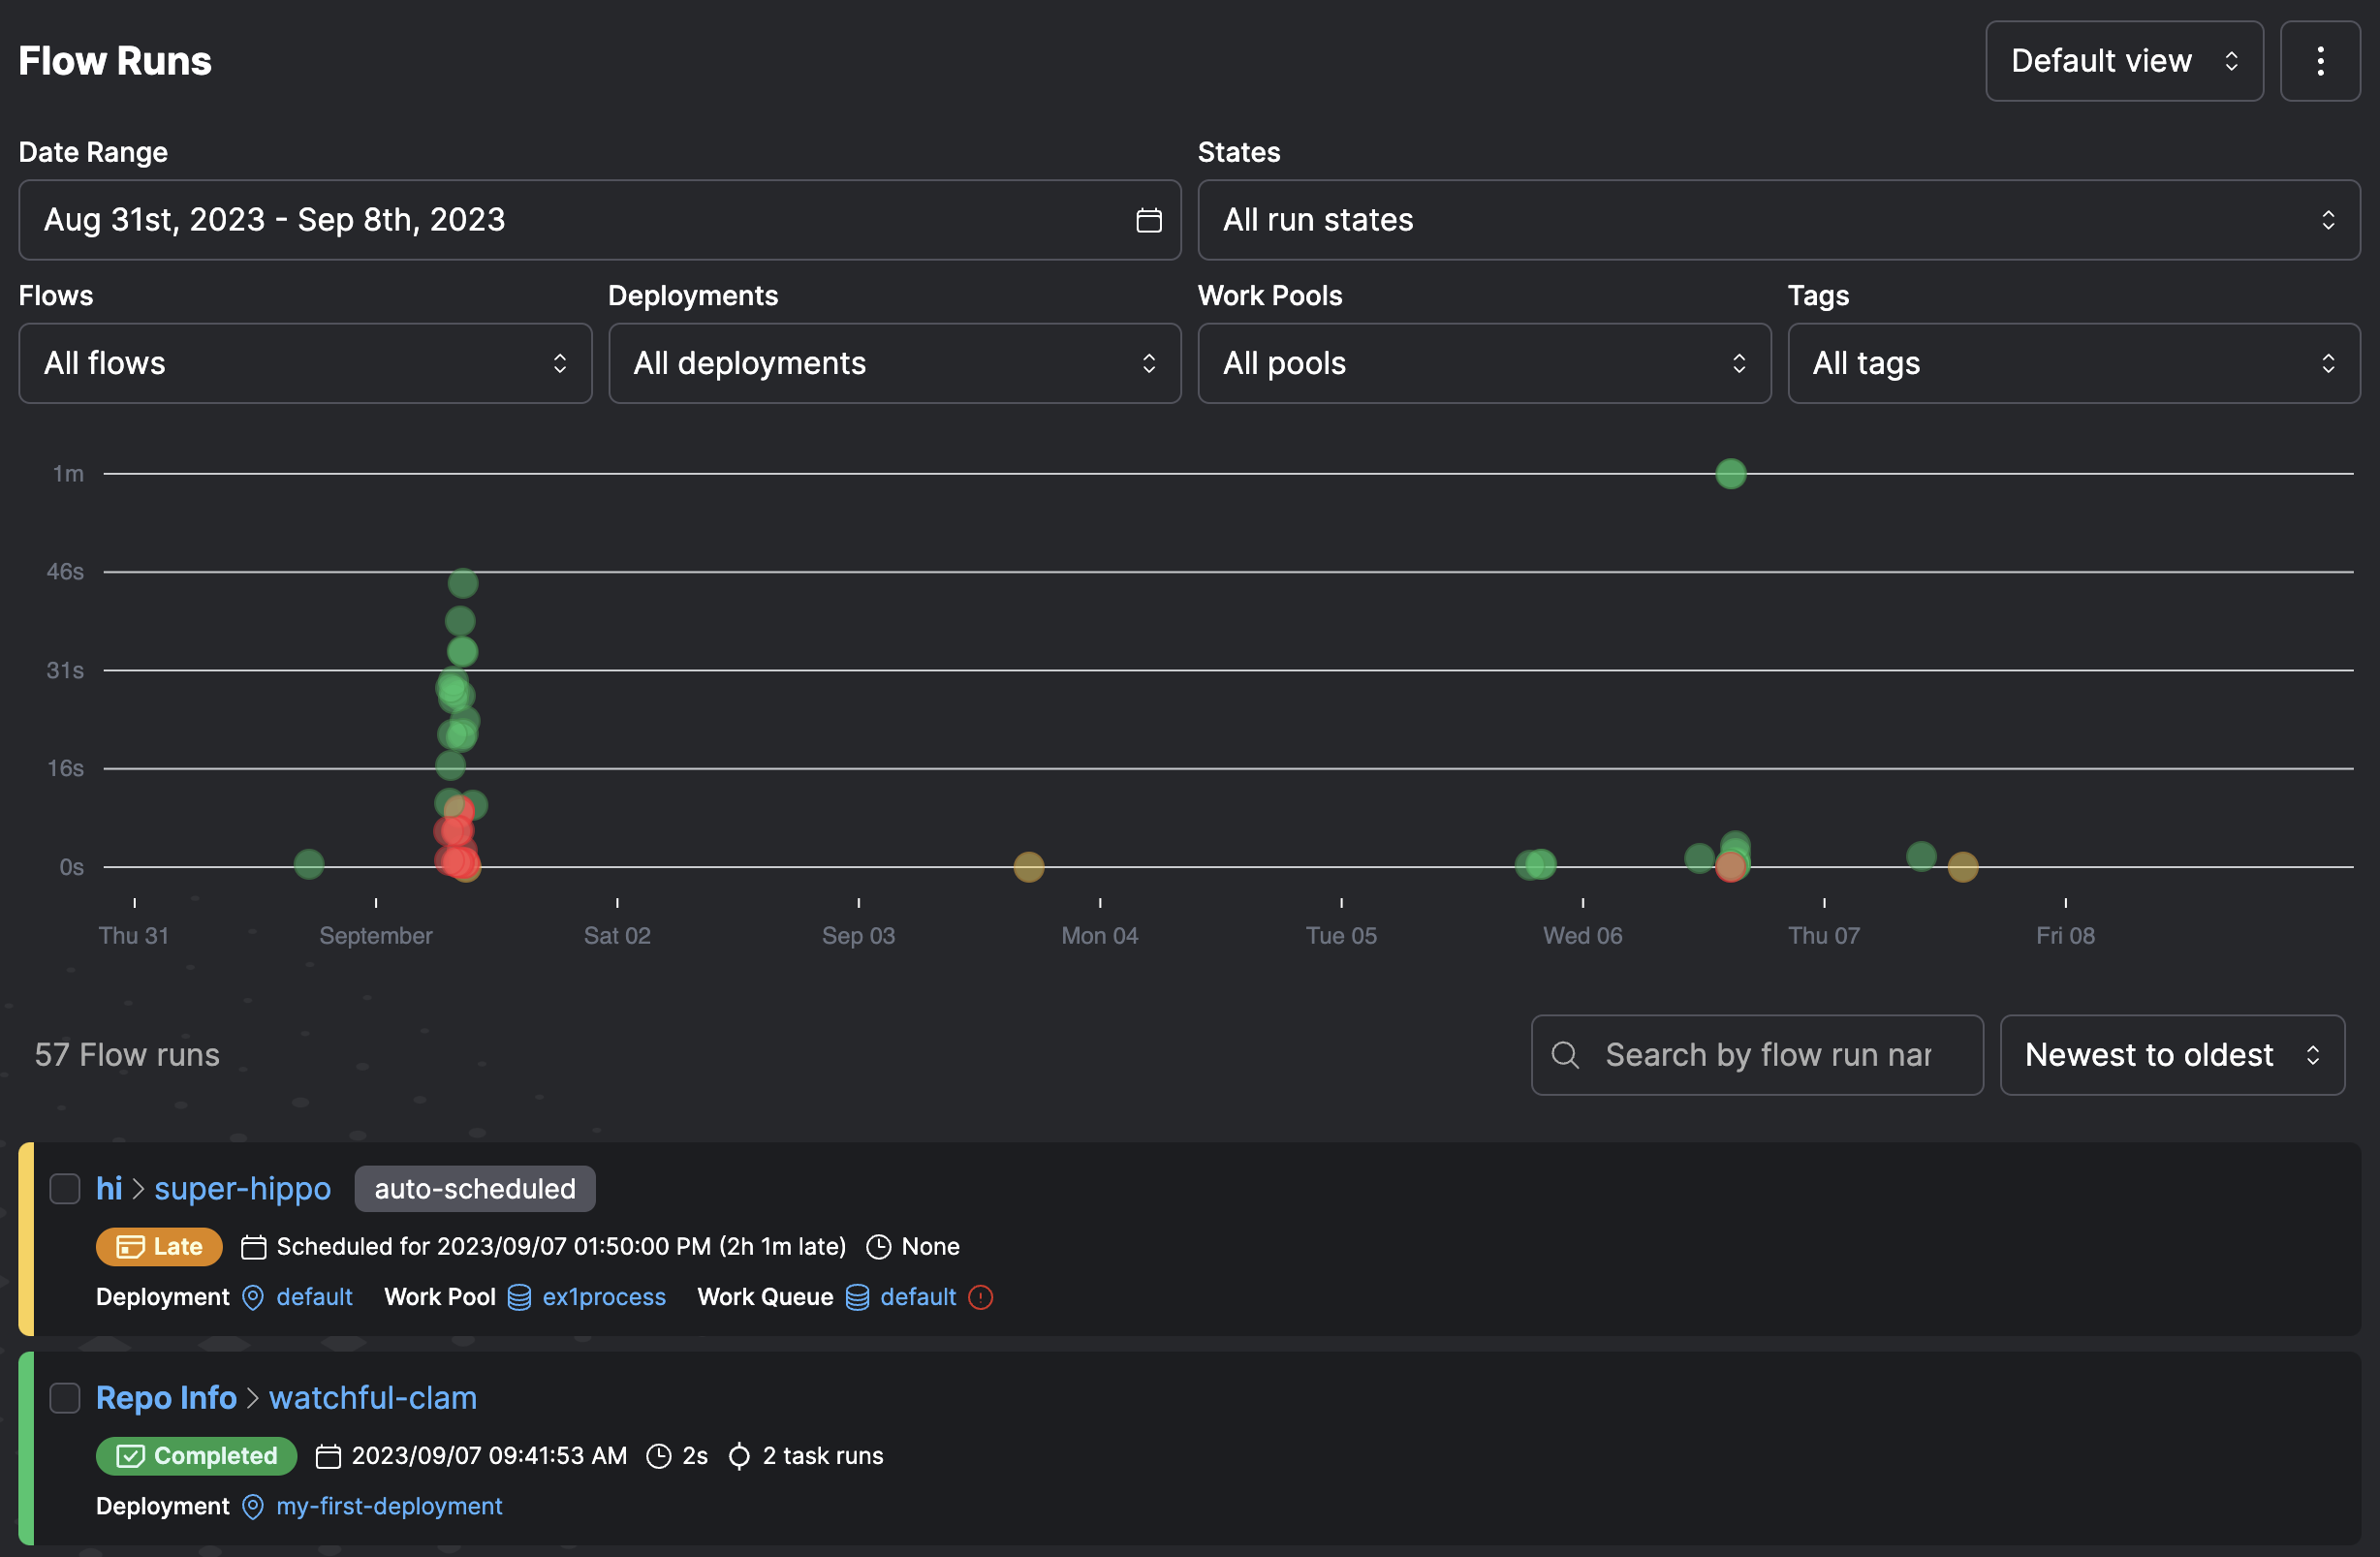 Flow Runs
Default view
Date Range
States
Aug 31st, 2023 - Sep 8th, 2023
All run states
Flows
Deployments
Work Pools
Tags
All flows
All deployments
All pools
All tags
1m
46s
31s
16s
0s
Thu 31
September
Sat 02
Sep 03
Mon 04
Tue 05
Wed 06
Thu 07
Fri 08
57 Flow runs
Search by flow run nar
Newest to oldest
hi > super-hippo auto-scheduled
Late Scheduled for 2023/09/07 01:50:00 PM (2h 1m late) None
Deployment default Work Pool ex1process Work Queue default
Repo Info > watchful-clam
Completed 2023/09/07 09:41:53 AM 2s 2 task runs
Deployment my-first-deployment